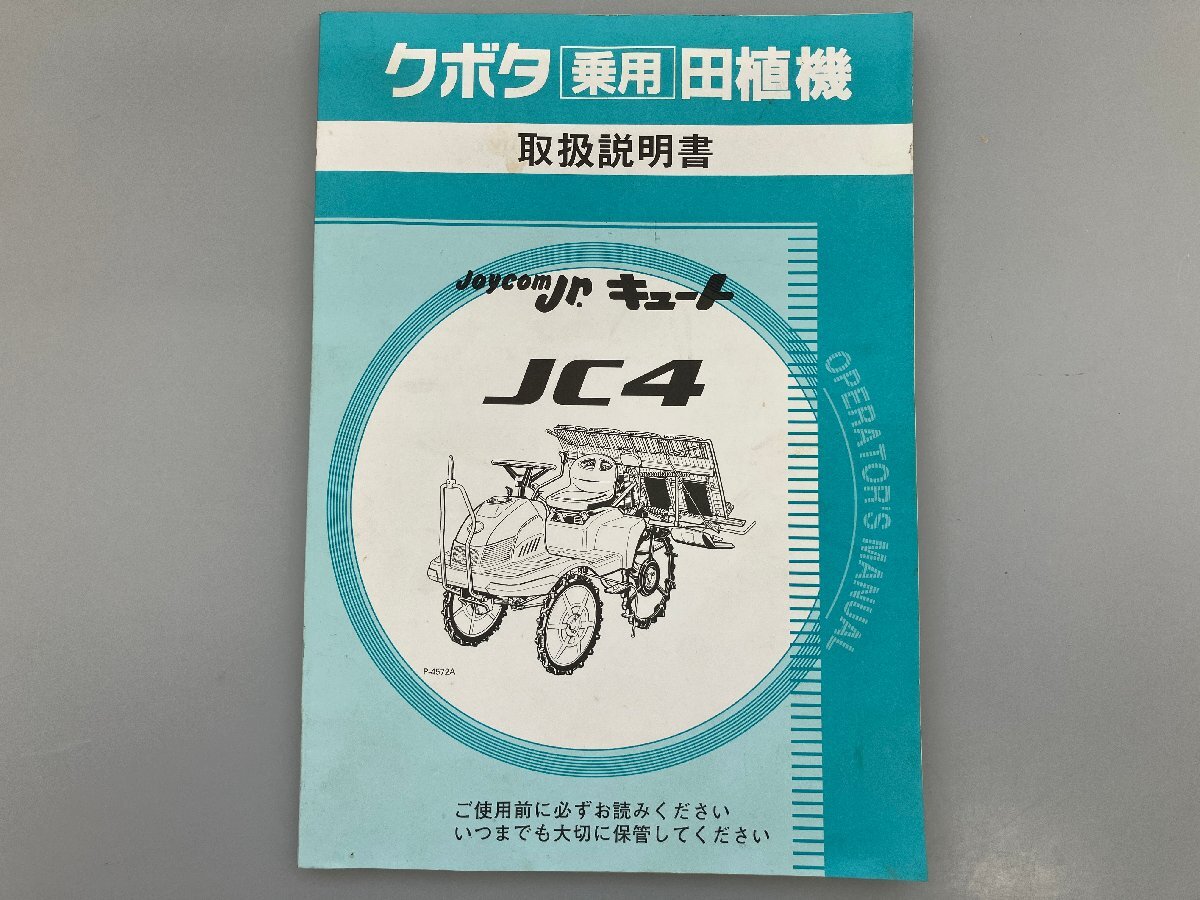 クボタ 乗用 田植機
取扱説明書
Joycom Jr. キュート
JC4
OPERATOR'S MANUAL
P-4572A
ご使用前に必ずお読みください
いつまでも大切に保管してください